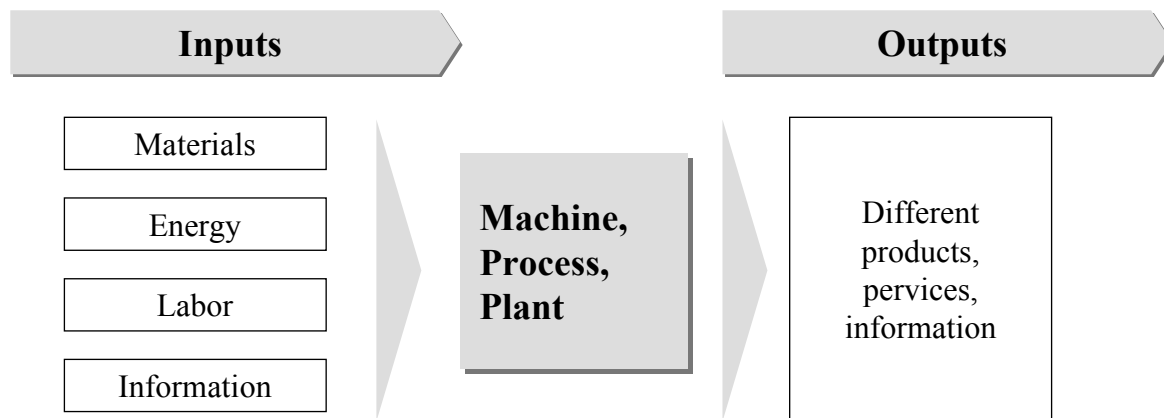 Inputs
Outputs
Materials
Energy
Labor
Information
Machine,
Process,
Plant
Different
products,
pervices,
information